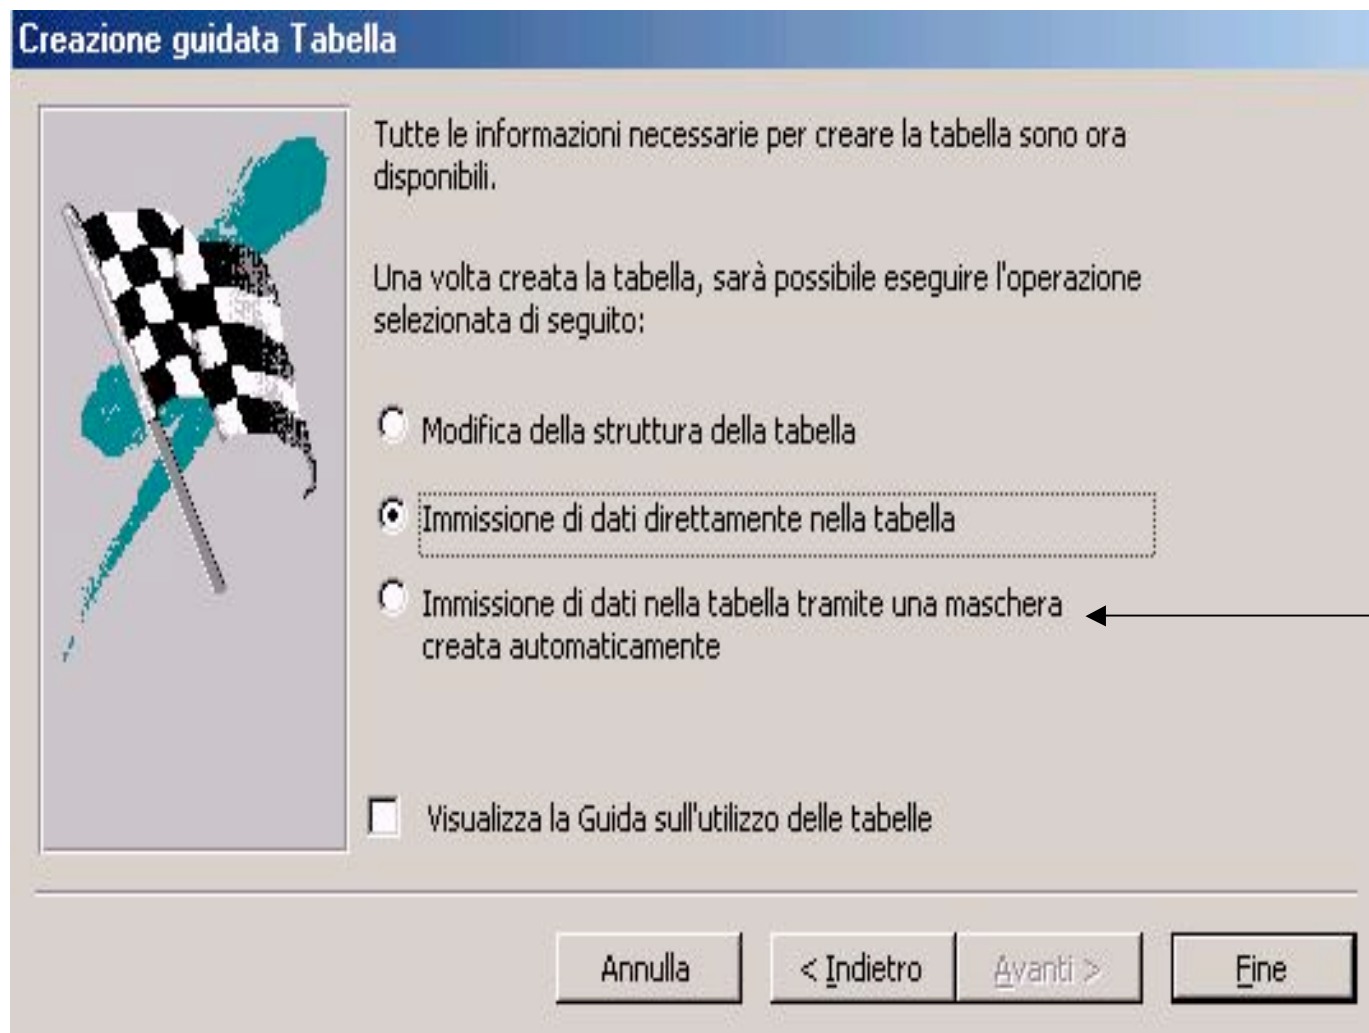 Creazione guidata Tabella
Tutte le informazioni necessarie per creare la tabella sono ora
disponibili.
Una volta creata la tabella, sarà possibile eseguire l'operazione
selezionata di seguito:
Modifica della struttura della tabella
Immissione di dati direttamente nella tabella
Immissione di dati nella tabella tramite una maschera
creata automaticamente
Visualizza la Guida sull'utilizzo delle tabelle
Annulla
< Indietro
Avanti >
Fine